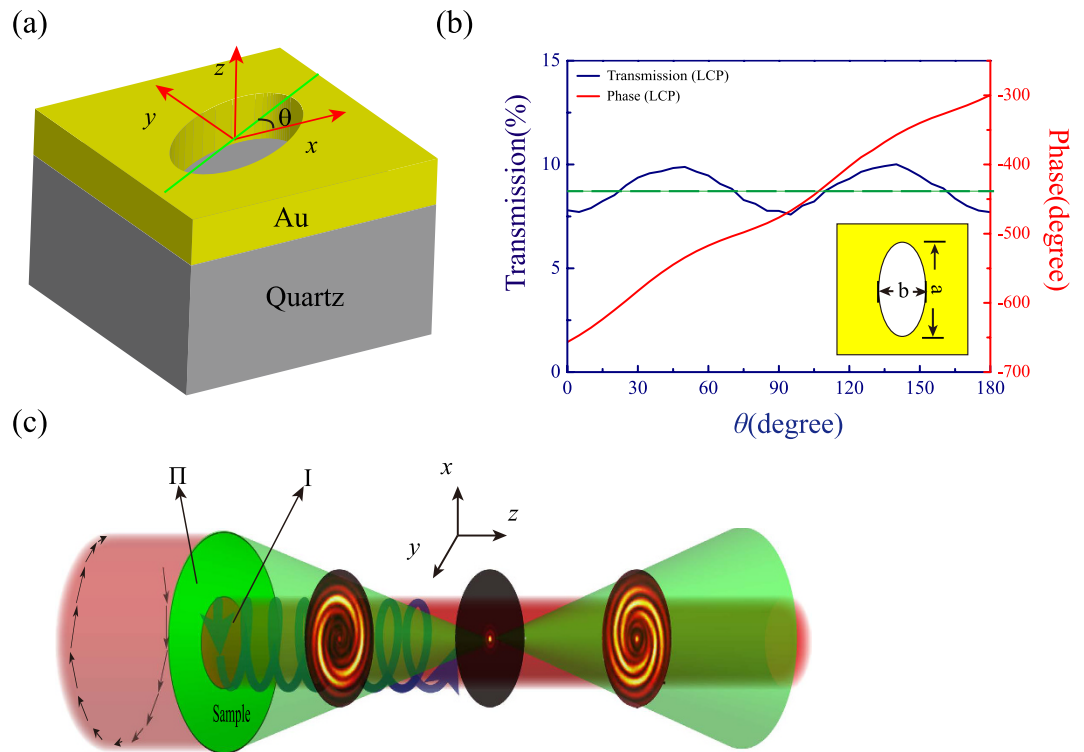 (a)
z
y
θ
x
Au
Quartz
(b)
Transmission (LCP)
Phase (LCP)
Transmission(%)
15
10
5
0
0 30 60 90 120 150 180
θ(degree)
-300
-400
-500
-600
-700
Phase(degree)
b
a
(c)
Π
I
x
z
y
Sample